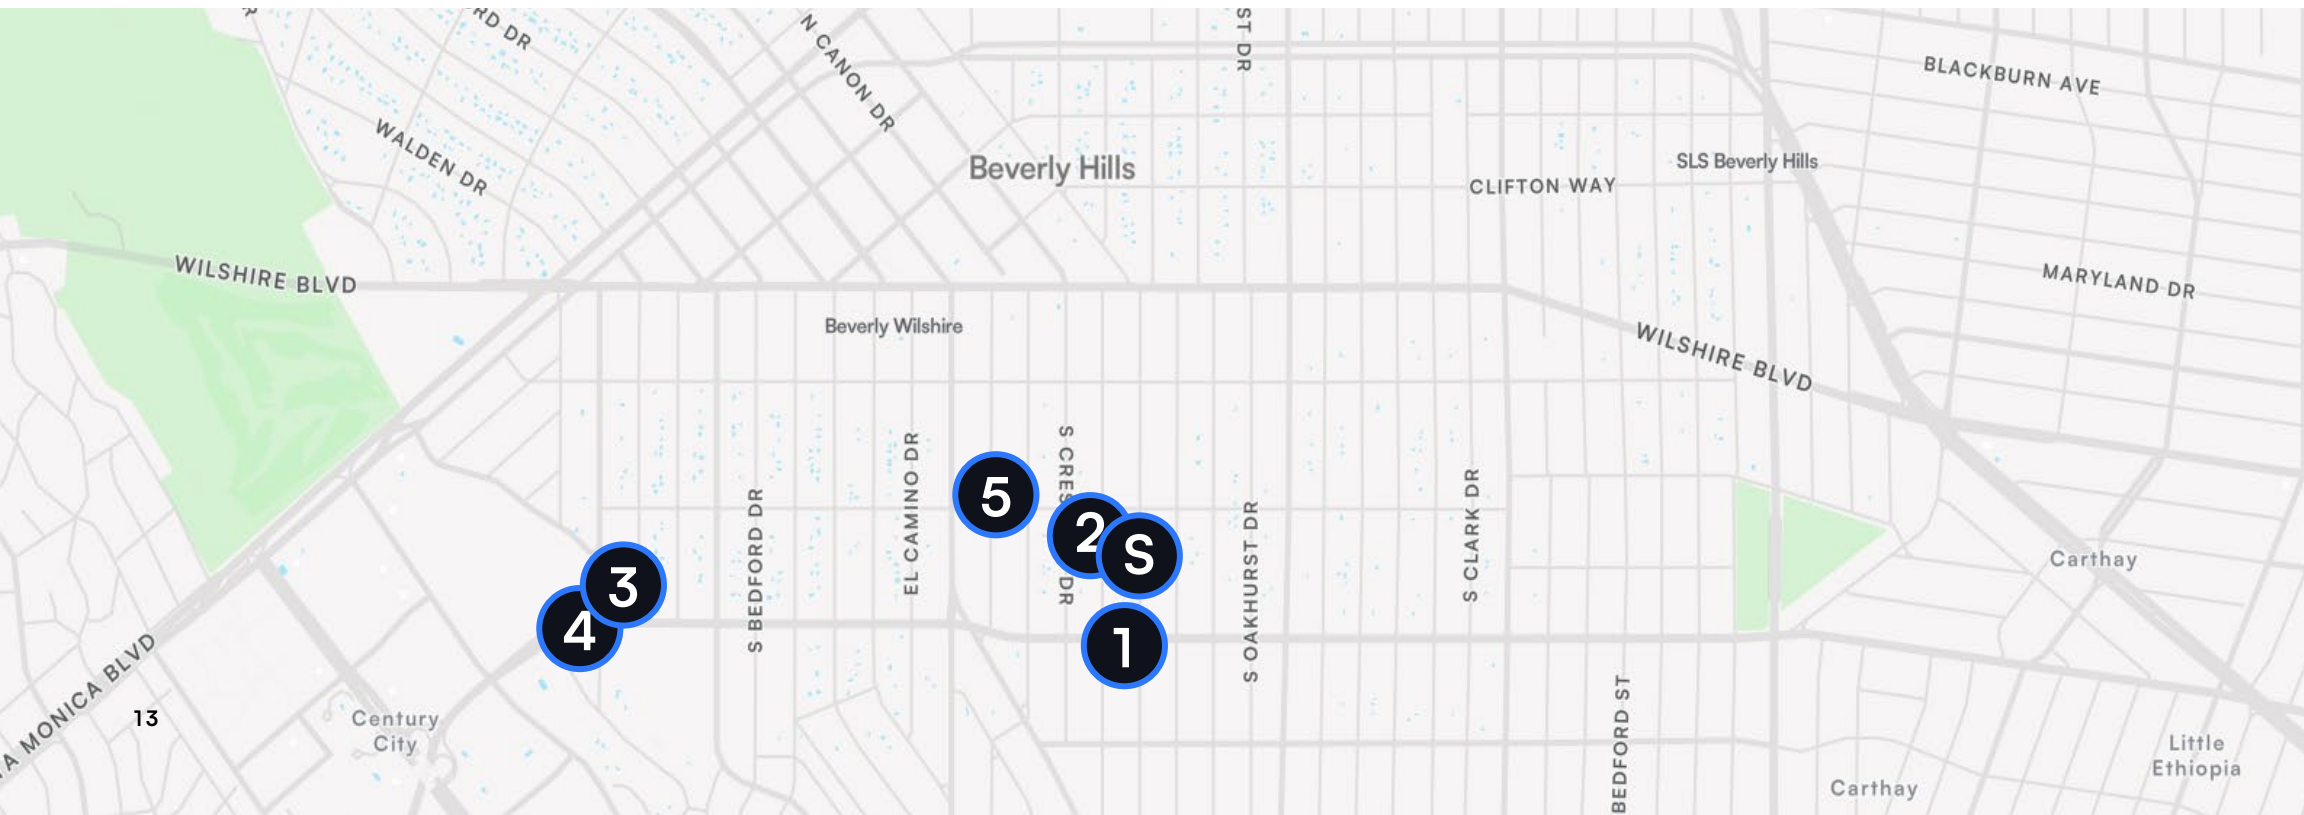 RD DR
N CANON DR
ST DR
BLACKBURN AVE
WALDEN DR
Beverly Hills
SLS Beverly Hills
CLIFTON WAY
WILSHIRE BLVD
MARYLAND DR
Beverly Wilshire
WILSHIRE BLVD
S CRES
DR
EL CAMINO DR
5
S BEDFORD DR
2
S
S OAKHURST DR
S CLARK DR
Carthay
3
4
1
A MONICA BLVD
13
Century
City
BEDFORD ST
Little
Ethiopia
Carthay